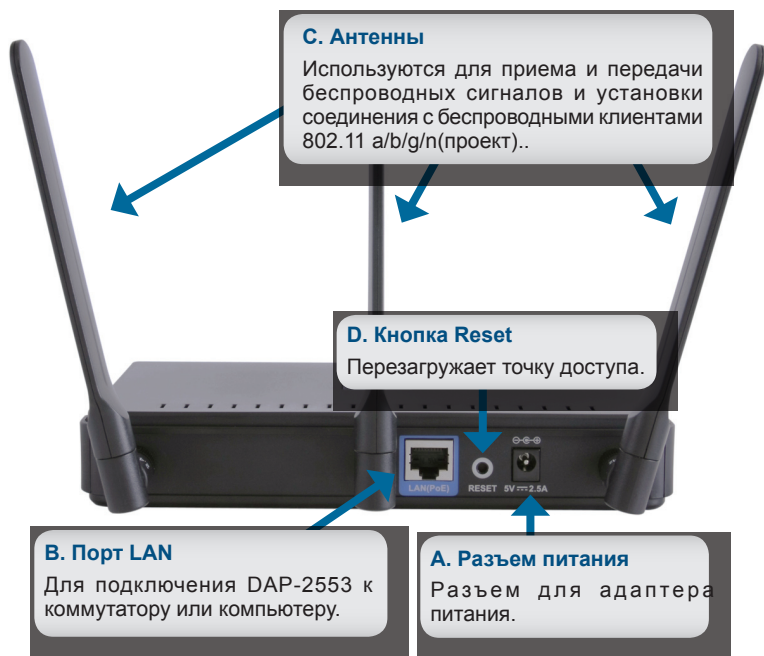 C. Антенны
Используются для приема и передачи
беспроводных сигналов и установки
соединения с беспроводными клиентами
802.11 a/b/g/n(проект)..
D. Кнопка Reset
Перезагружает точку доступа.
LAN(PoE)
RESET
5V⎓2.5A
B. Порт LAN
Для подключения DAP-2553 к
коммутатору или компьютеру.
A. Разъем питания
Разъем для адаптера
питания.